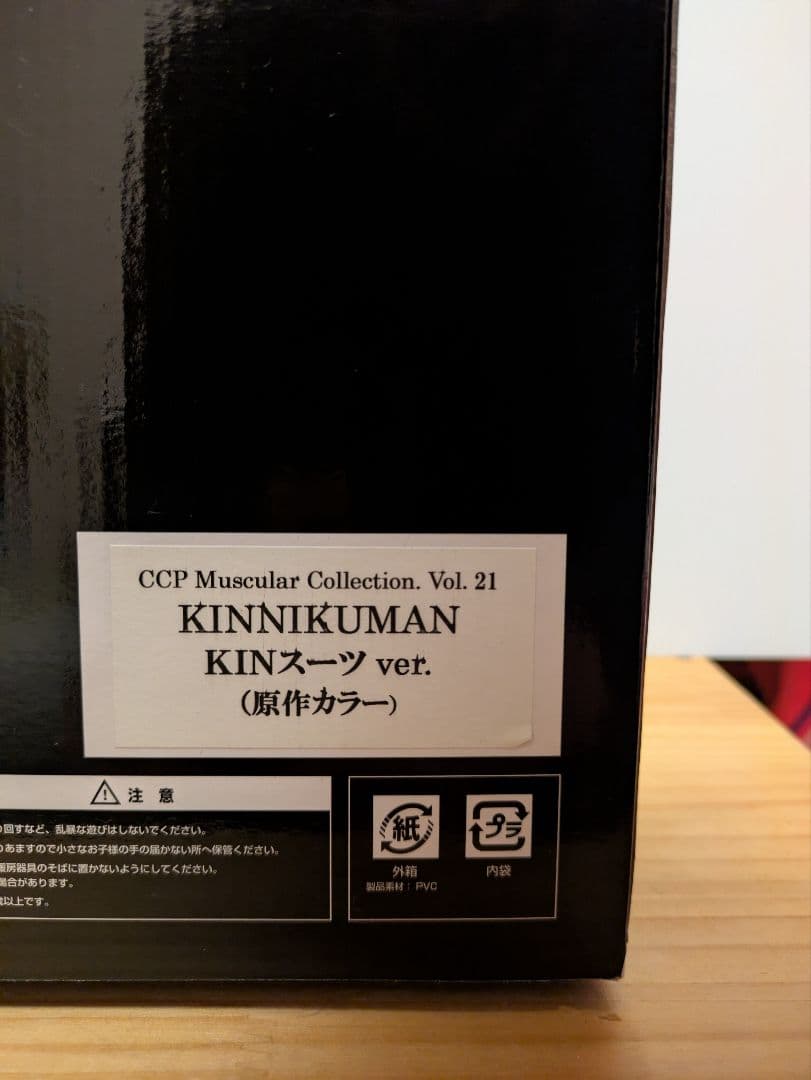 CCP Muscular Collection. Vol. 21
KINNIKUMAN
KINスーツ ver.
(原作カラー)
注 意
回すなど、乱暴な遊びはしないでください。
りあますので小さなお子様の手の届かない所へ保管ください。
暖房器具のそばに置かないようにしてください。
場合があります。
歳以上です。
紙
外箱
製品素材：PVC
プラ
内袋